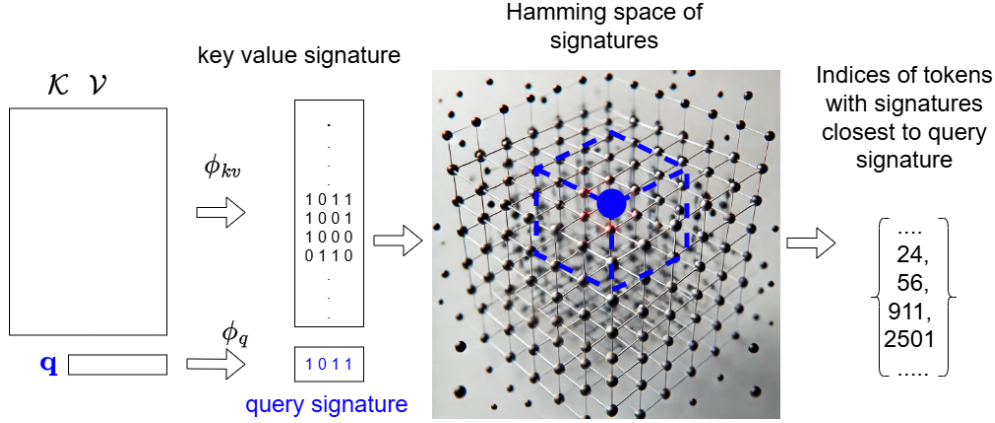 𝒦 𝒱
ϕ_kv
key value signature
.
.
.
.
1 0 1 1
1 0 0 1
1 0 0 0
0 1 1 0
.
.
.
.
q
ϕ_q
1 0 1 1
query signature
Hamming space of
signatures
Indices of tokens
with signatures
closest to query
signature
....
24,
56,
911,
2501
.....